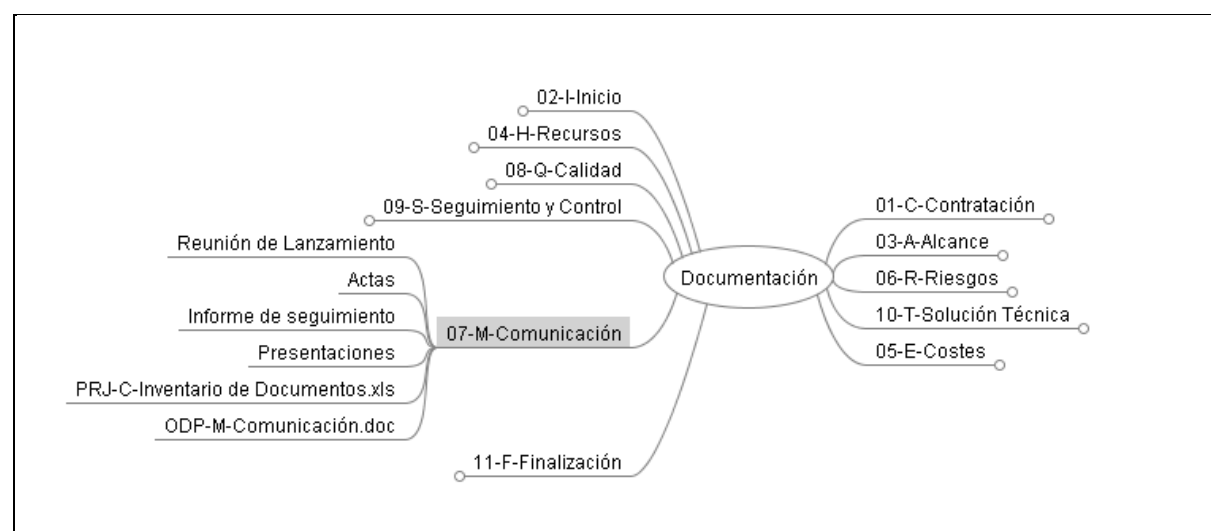 02-I-Inicio
04-H-Recursos
08-Q-Calidad
09-S-Seguimiento y Control
Reunión de Lanzamiento
Actas
Informe de seguimiento
Presentaciones
PRJ-C-Inventario de Documentos.xls
ODP-M-Comunicación.doc
07-M-Comunicación
11-F-Finalización
Documentación
01-C-Contratación
03-A-Alcance
06-R-Riesgos
10-T-Solución Técnica
05-E-Costes